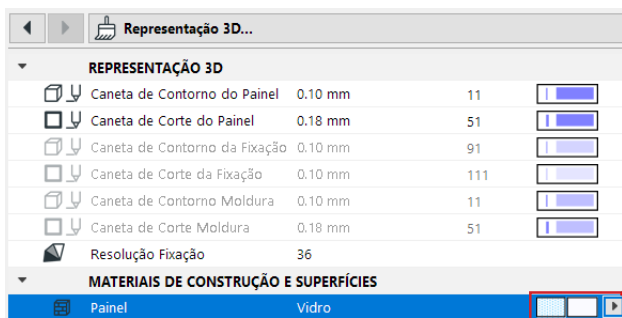 Representação 3D...
REPRESENTAÇÃO 3D
Caneta de Contorno do Painel 0.10 mm 11
Caneta de Corte do Painel 0.18 mm 51
Caneta de Contorno da Fixação 0.10 mm 91
Caneta de Corte da Fixação 0.10 mm 111
Caneta de Contorno Moldura 0.10 mm 11
Caneta de Corte Moldura 0.18 mm 51
Resolução Fixação 36
MATERIAIS DE CONSTRUÇÃO E SUPERFÍCIES
Painel Vidro